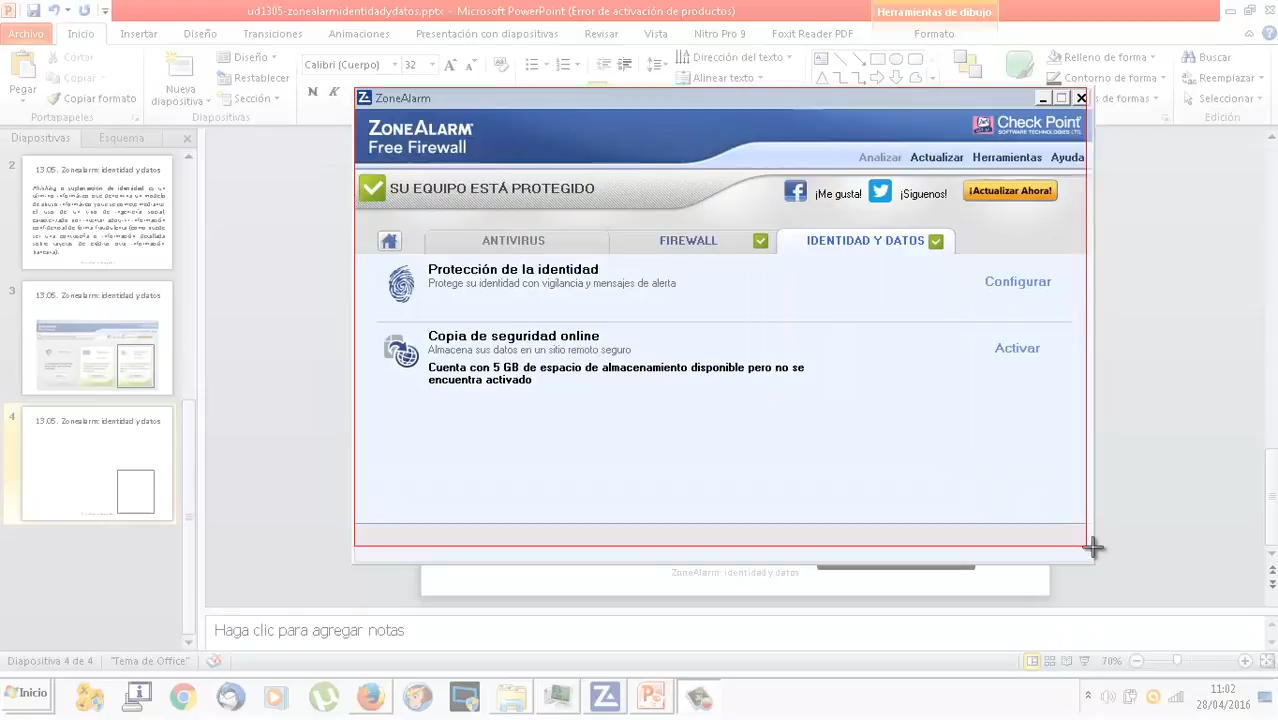 ud1305-zonealarmidentidadydatos.pptx - Microsoft PowerPoint (Error de activación de productos)
Herramientas de dibujo
Archivo Inicio Insertar Diseño Transiciones Animaciones Presentación con diapositivas Revisar Vista Nitro Pro 9 Foxit Reader PDF Formato
Pegar
Cortar
Copiar
Copiar formato
Portapapeles
Nueva
diapositiva
Diseño
Restablecer
Sección
Diapositivas
Calibri (Cuerpo) 32
N K
Dirección del texto
Alinear texto
Relleno de forma
Contorno de forma
de formas
Buscar
Reemplazar
Seleccionar
Edición
Diapositivas Esquema
2
13.05. Zonealarm: identidad y datos
3
13.05. Zonealarm: identidad y datos
4
13.05. Zonealarm: identidad y datos
ZoneAlarm
ZONEALARM
Free Firewall
Check Point
SOFTWARE TECHNOLOGIES LTD.
Analizar Actualizar Herramientas Ayuda
SU EQUIPO ESTÁ PROTEGIDO
¡Me gusta! ¡Síguenos! ¡Actualizar Ahora!
ANTIVIRUS FIREWALL IDENTIDAD Y DATOS
Protección de la identidad
Protege su identidad con vigilancia y mensajes de alerta
Configurar
Copia de seguridad online
Almacena sus datos en un sitio remoto seguro
Activar
Cuenta con 5 GB de espacio de almacenamiento disponible pero no se
encuentra activado
ZoneAlarm: identidad y datos
Haga clic para agregar notas
Diapositiva 4 de 4 "Tema de Office" 70%
Inicio
11:02
28/04/2016